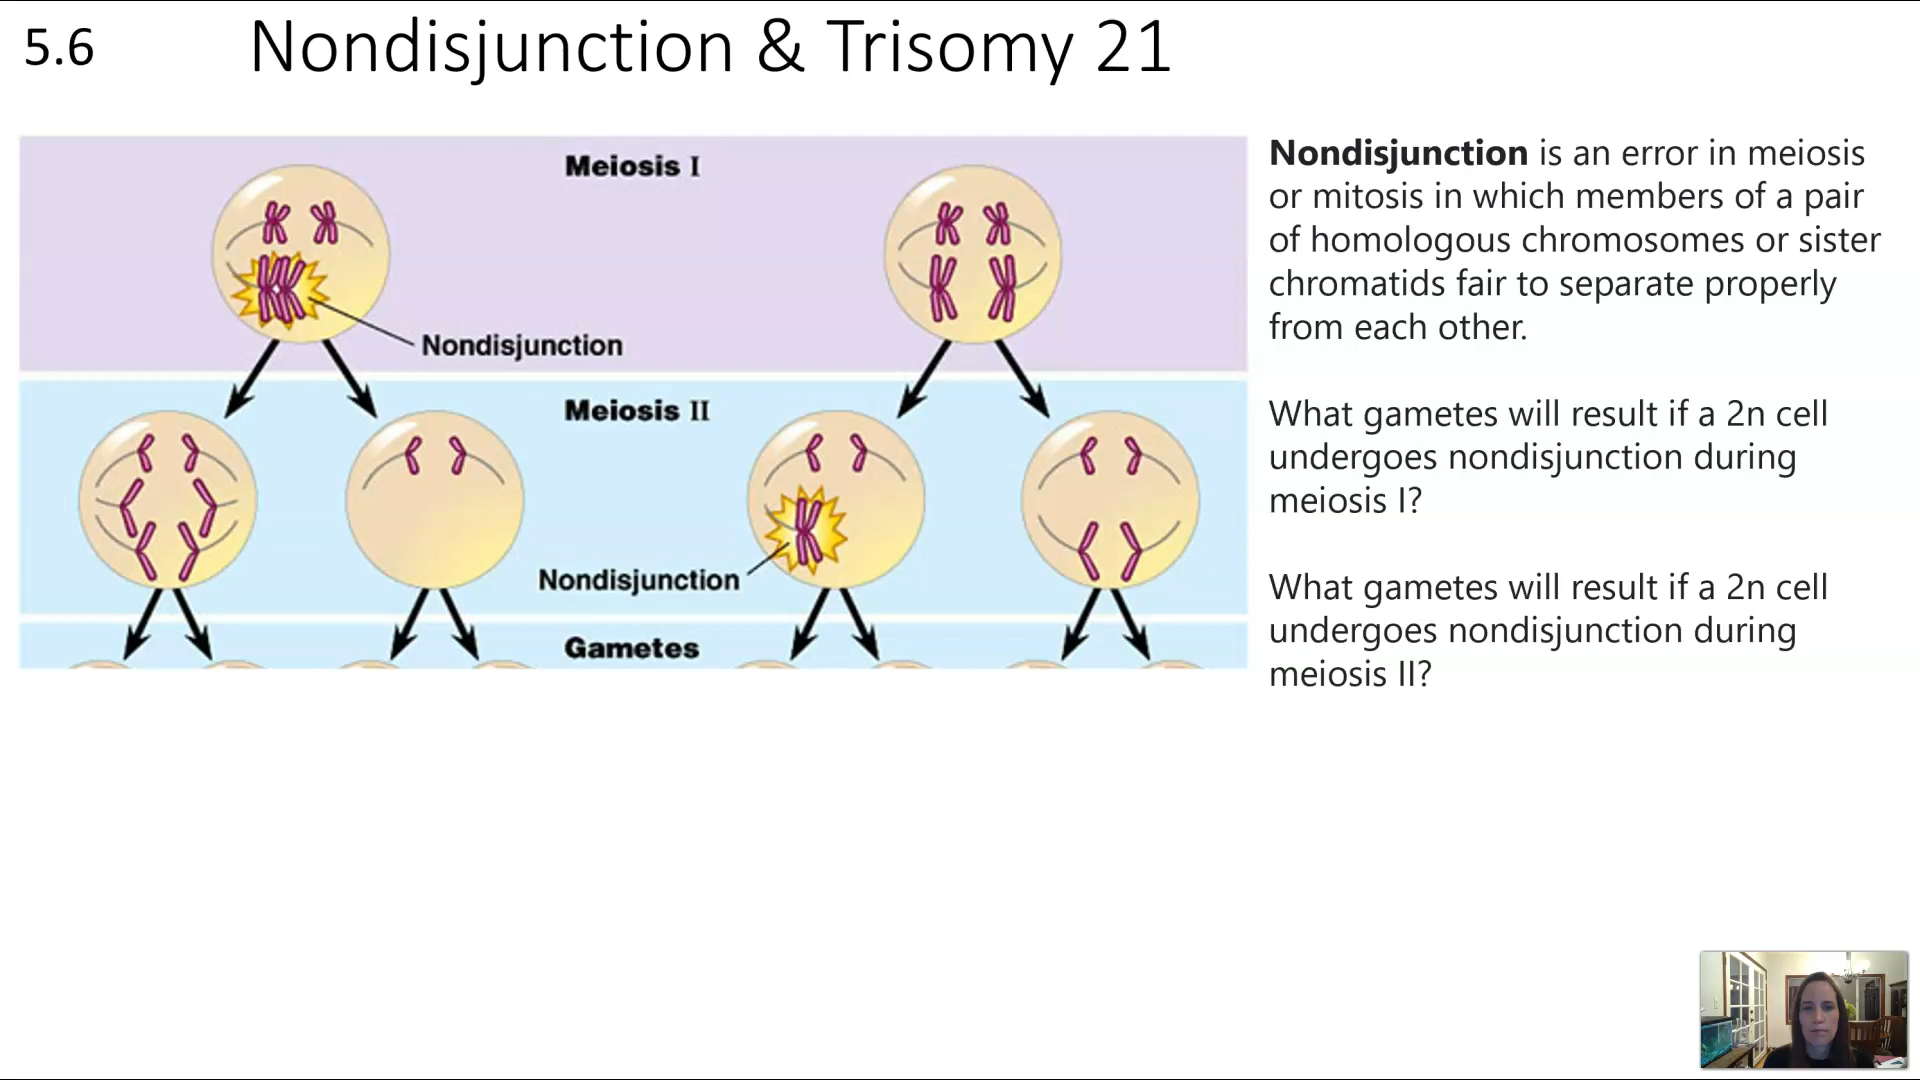 5.6
Nondisjunction & Trisomy 21
Meiosis I
Nondisjunction
Meiosis II
Nondisjunction
Gametes
Nondisjunction is an error in meiosis
or mitosis in which members of a pair
of homologous chromosomes or sister
chromatids fair to separate properly
from each other.
What gametes will result if a 2n cell
undergoes nondisjunction during
meiosis I?
What gametes will result if a 2n cell
undergoes nondisjunction during
meiosis II?